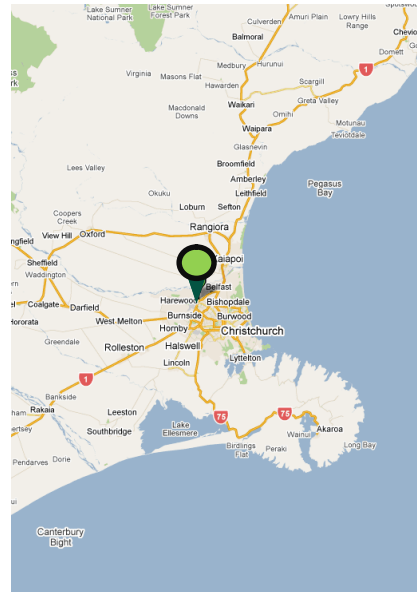 Lake Sumner
National Park
Lake Sumner
Forest Park
Culverden
Amuri Plain
Lowry Hills
Range
Balmoral
Domett
Medbury
Hurunui
1
Virginia
Masons Flat
Scargill
Hawarden
Greta Valley
Waikari
Macdonald
Downs
Omihi
Motunau
Waipara
Teviotdale
Glasnevin
Broomfield
Lees Valley
Amberley
Pegasus
Bay
Okuku
Leithfield
Loburn
Sefton
Coopers
Creek
Rangiora
View Hill
Oxford
Sheffield
Waddington
Belfast
Harewood
Bishopdale
Coalgate
Darfield
Burnside
Burwood
West Melton
Hornby
Christchurch
Greendale
Rolleston
Halswell
Lyttelton
Lincoln
1
Bankside
Rakaia
Leeston
75
75
Lake
Ellesmere
Southbridge
Wainui
Akaroa
Birdlings
Flat
Peraki
Long Bay
Pendarves
Dorie
Canterbury
Bight